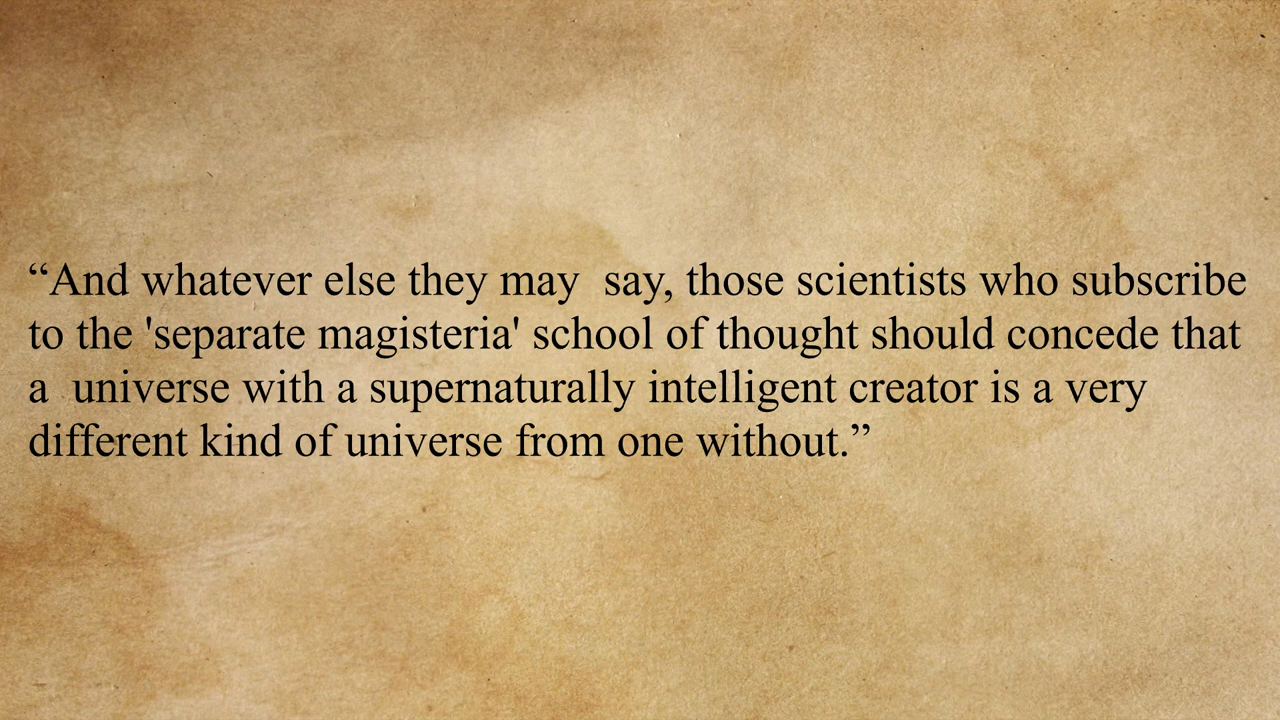 “And whatever else they may  say, those scientists who subscribe
to the 'separate magisteria' school of thought should concede that
a  universe with a supernaturally intelligent creator is a very
different kind of universe from one without.”